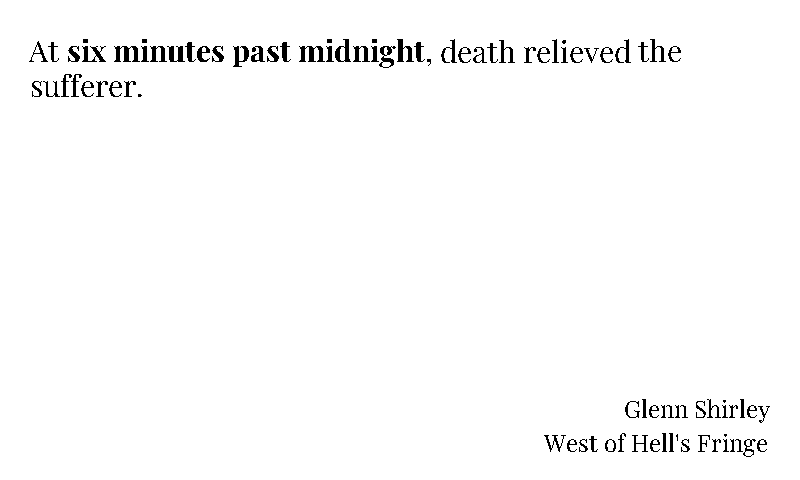 At six minutes past midnight, death relieved the
sufferer.
Glenn Shirley
West of Hell's Fringe